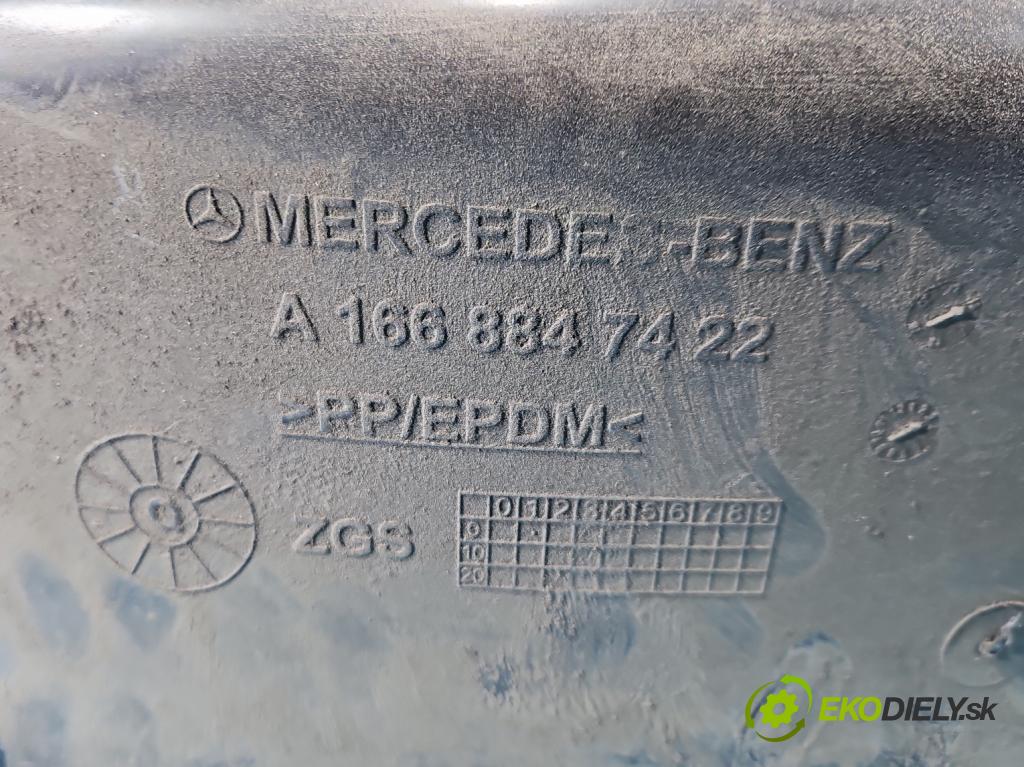 MERCEDES-BENZ
A 166 884 74 22
>PP/EPDM<
ZGS
0 1 2 3 4 5 6 7 8 9
0
10
20
EKODIELY.sk